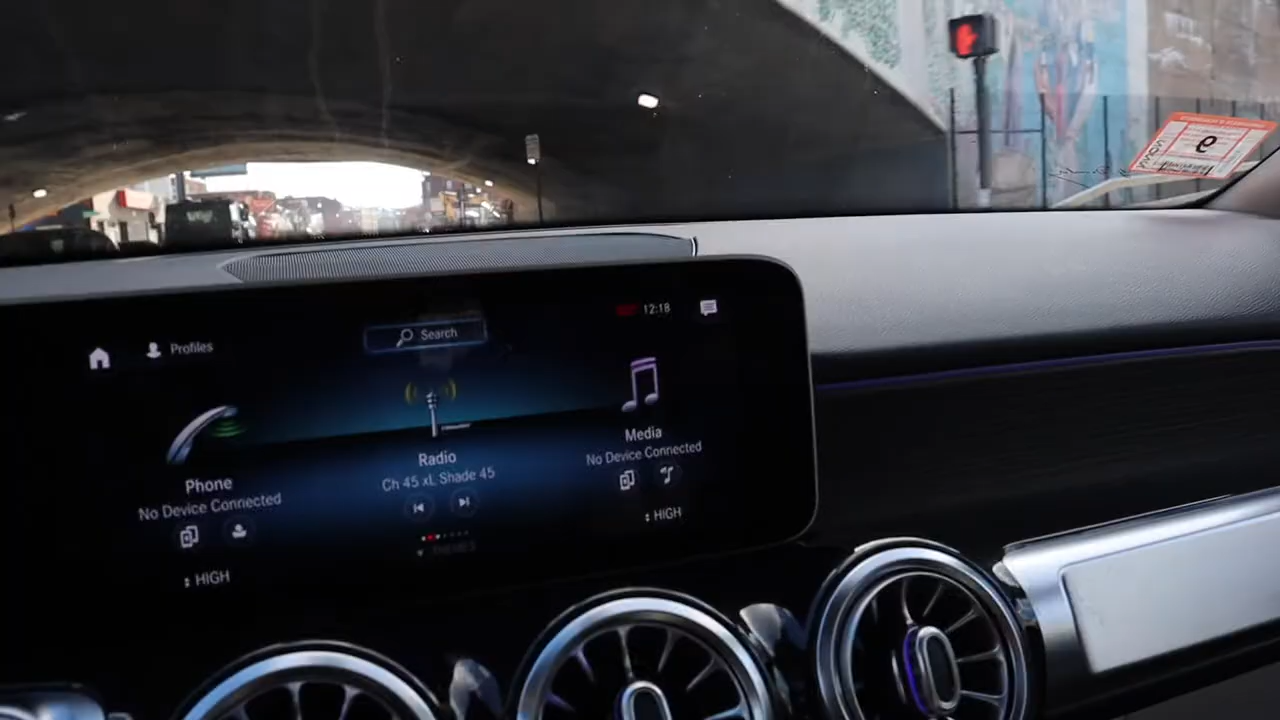 9
Profiles
Search
12:18
Phone
No Device Connected
HIGH
Radio
Ch 45 xL Shade 45
Media
No Device Connected
HIGH